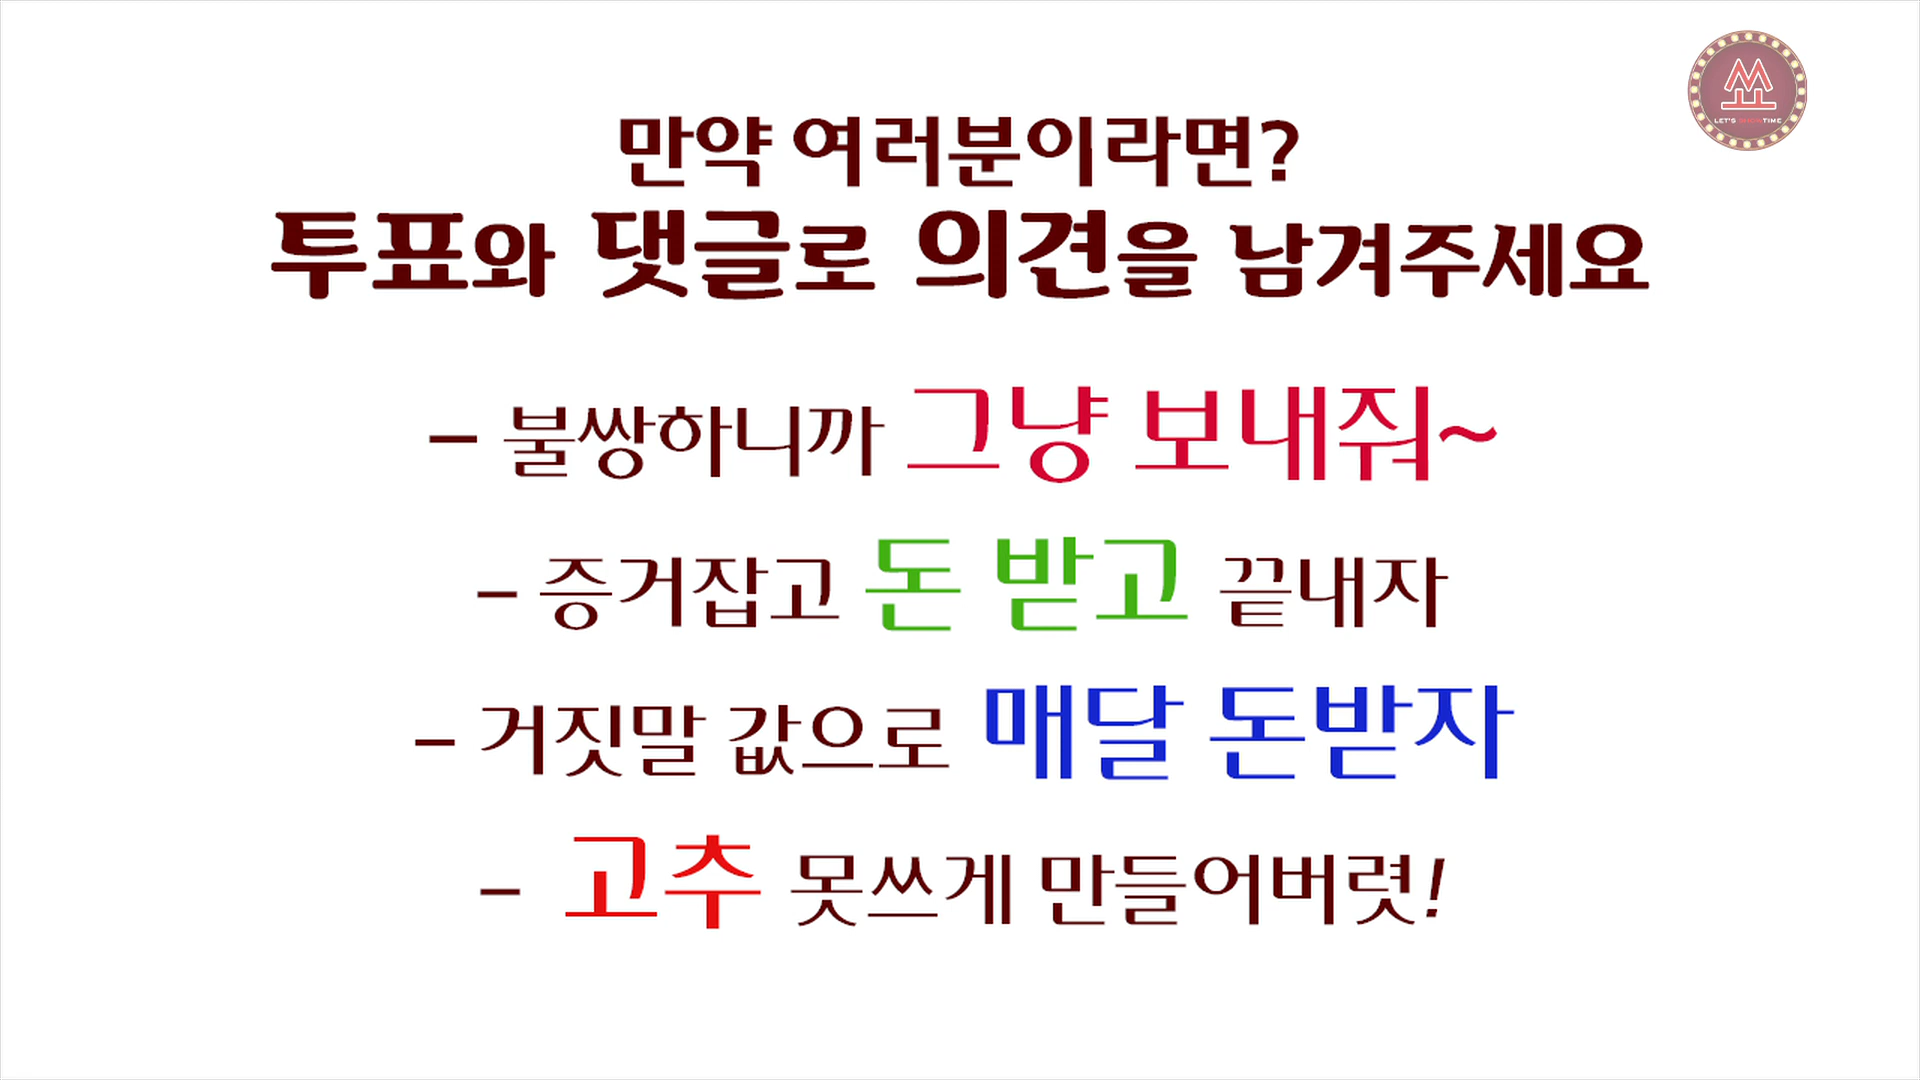 쑈
LET'S SHOWTIME
만약 여러분이라면?
투표와 댓글로 의견을 남겨주세요
– 불쌍하니까 그냥 보내줘~
– 증거잡고 돈 받고 끝내자
– 거짓말 값으로 매달 돈받자
– 고추 못쓰게 만들어버렷!